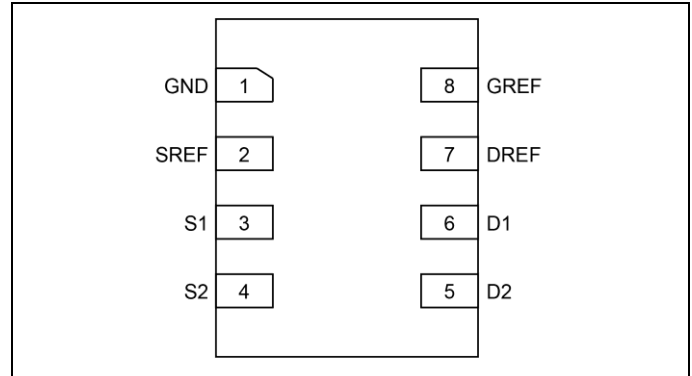 GND 1 8 GREF
SREF 2 7 DREF
S1 3 6 D1
S2 4 5 D2